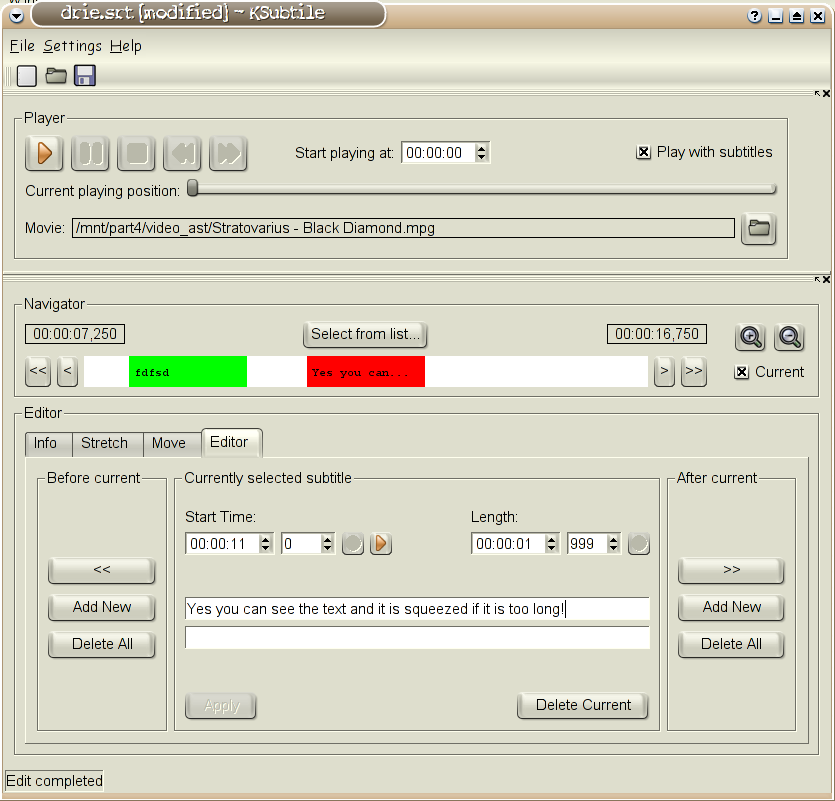 drie.srt [modified] - KSubtile
File Settings Help
Player
Start playing at: 00:00:00 Play with subtitles
Current playing position:
Movie: /mnt/part4/video_ast/Stratovarius - Black Diamond.mpg
Navigator
00:00:07,250 Select from list... 00:00:16,750
<< < fdfsd Yes you can... > >> Current
Editor
Info Stretch Move Editor
Before current Currently selected subtitle After current
Start Time: Length:
00:00:11 0 00:00:01 999
<< >>
Yes you can see the text and it is squeezed if it is too long!
Add New Add New
Delete All Delete All
Apply Delete Current
Edit completed